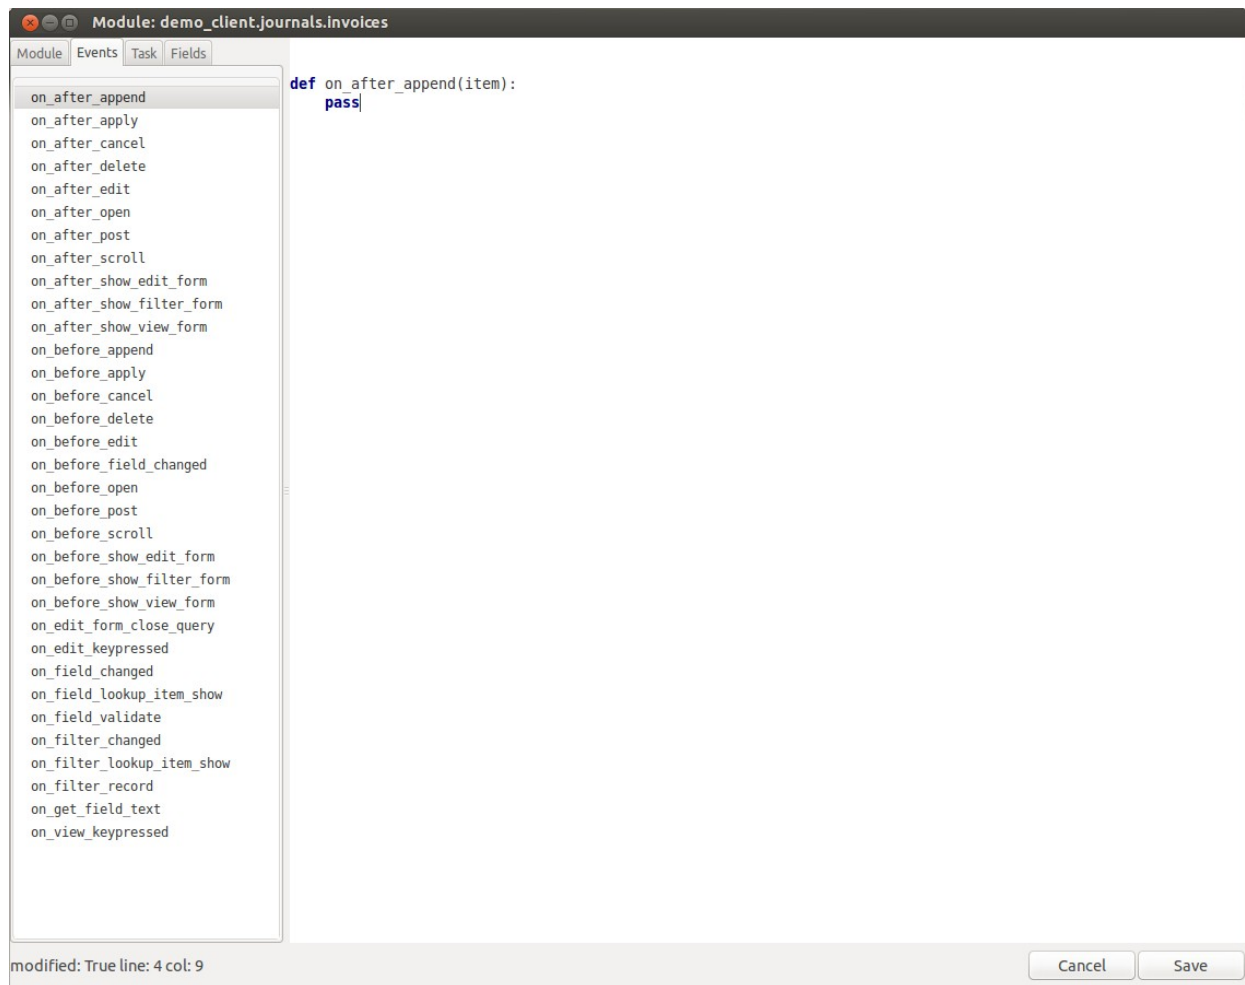 Module: demo_client.journals.invoices
Module Events Task Fields
on_after_append
on_after_apply
on_after_cancel
on_after_delete
on_after_edit
on_after_open
on_after_post
on_after_scroll
on_after_show_edit_form
on_after_show_filter_form
on_after_show_view_form
on_before_append
on_before_apply
on_before_cancel
on_before_delete
on_before_edit
on_before_field_changed
on_before_open
on_before_post
on_before_scroll
on_before_show_edit_form
on_before_show_filter_form
on_before_show_view_form
on_edit_form_close_query
on_edit_keypressed
on_field_changed
on_field_lookup_item_show
on_field_validate
on_filter_changed
on_filter_lookup_item_show
on_filter_record
on_get_field_text
on_view_keypressed
def on_after_append(item):
    pass
modified: True line: 4 col: 9
Cancel Save